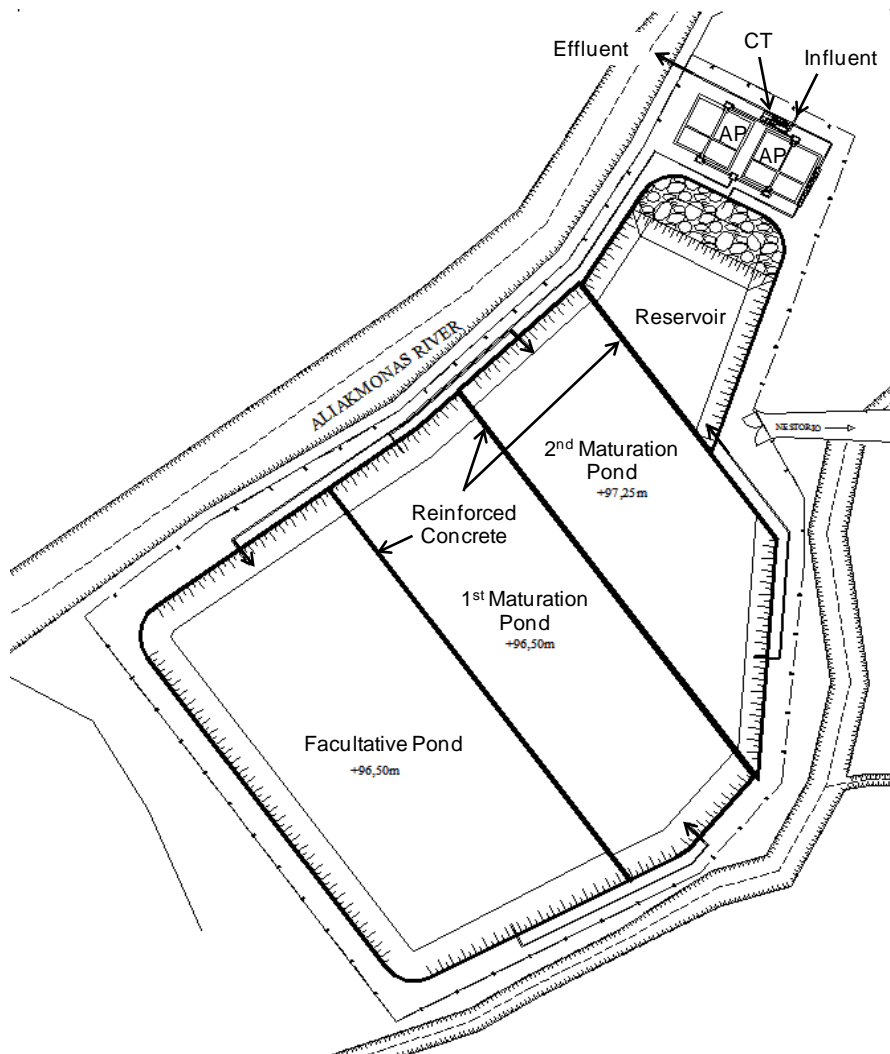 CT
Effluent
Influent
AP
AP
Reservoir
ALIAKMONAS RIVER
NESTORIO
2nd Maturation
Pond
+97,25m
Reinforced
Concrete
1st Maturation
Pond
+96,50m
Facultative Pond
+96,50m